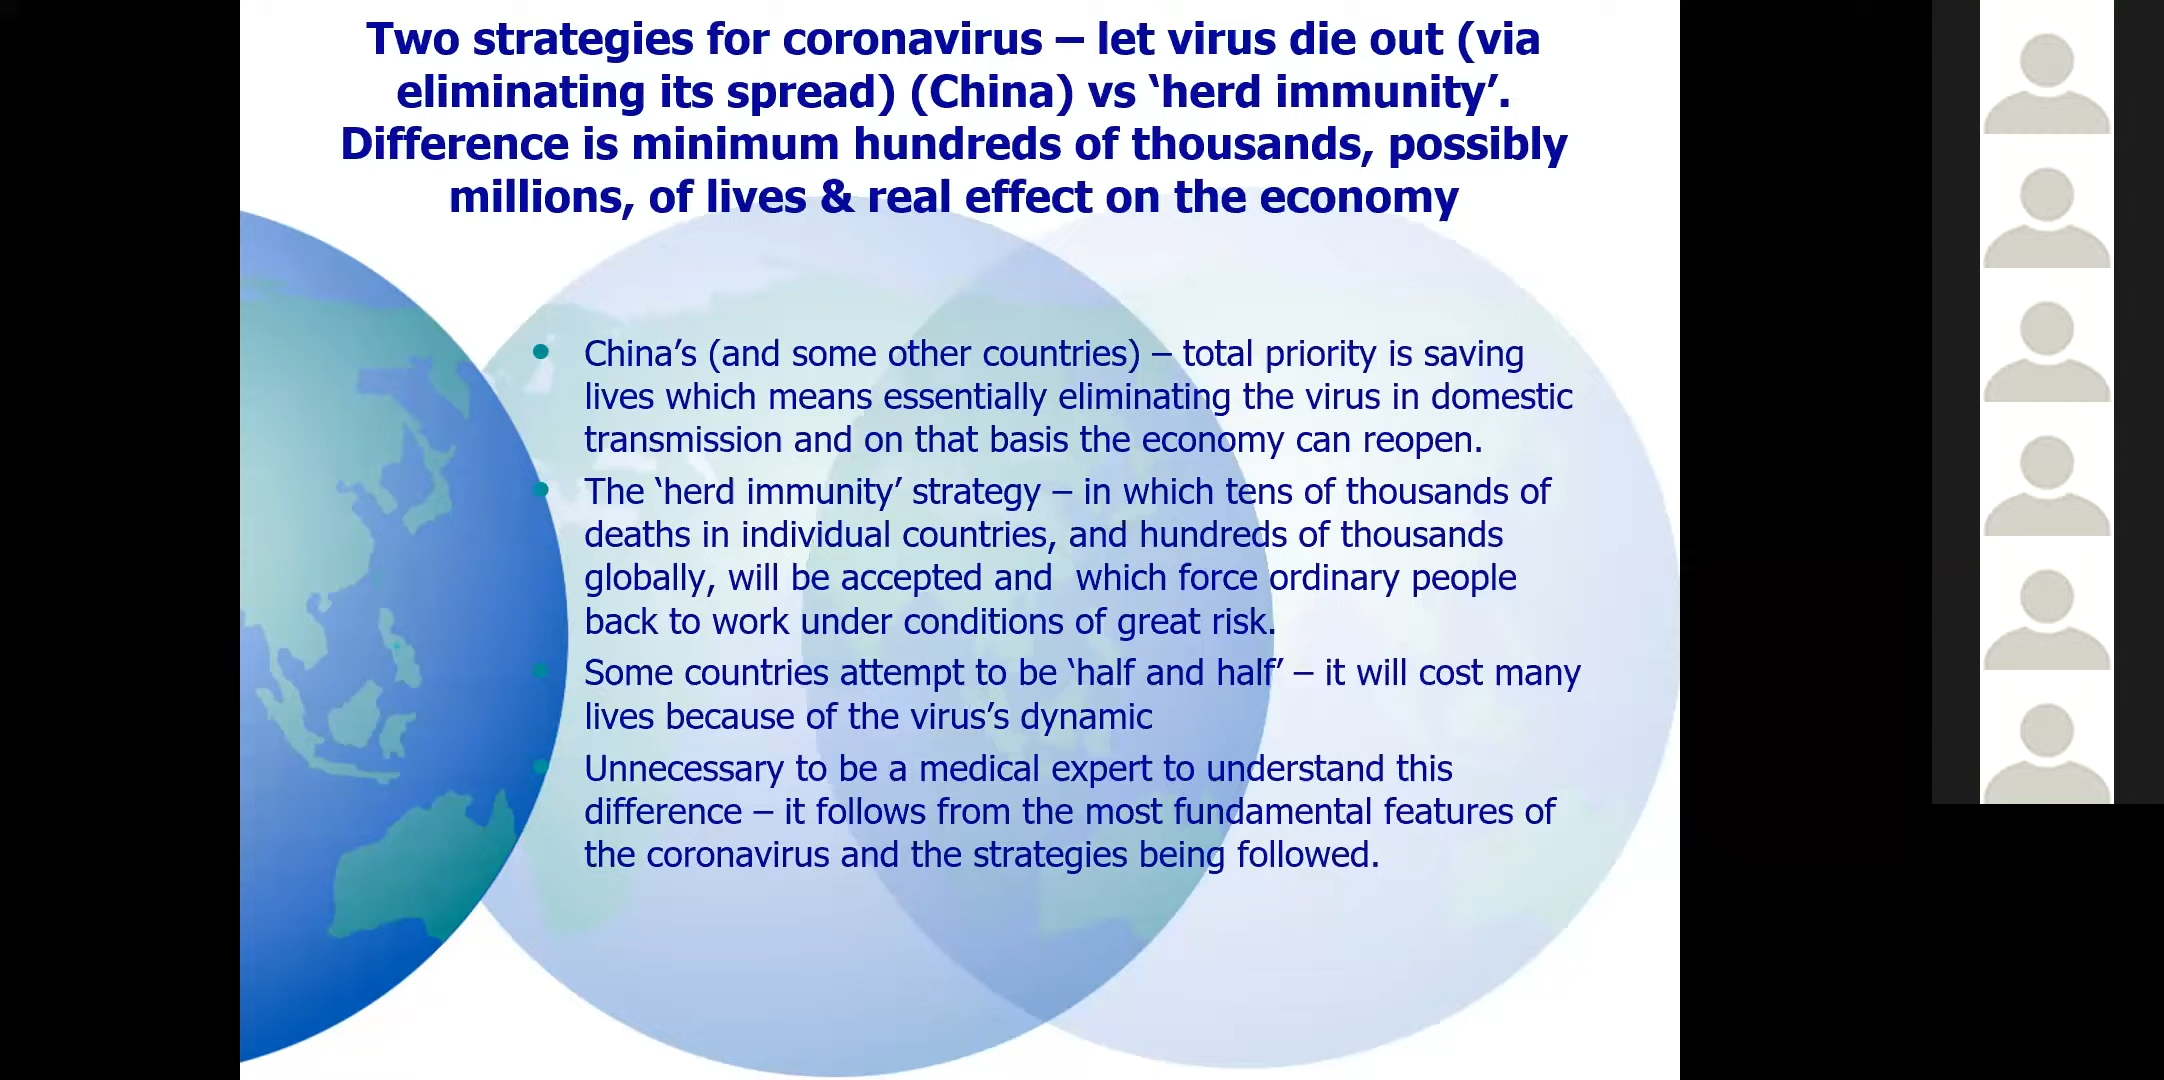 Two strategies for coronavirus – let virus die out (via
eliminating its spread) (China) vs ‘herd immunity’.
Difference is minimum hundreds of thousands, possibly
millions, of lives & real effect on the economy
• China’s (and some other countries) – total priority is saving
lives which means essentially eliminating the virus in domestic
transmission and on that basis the economy can reopen.
• The ‘herd immunity’ strategy – in which tens of thousands of
deaths in individual countries, and hundreds of thousands
globally, will be accepted and  which force ordinary people
back to work under conditions of great risk.
• Some countries attempt to be ‘half and half’ – it will cost many
lives because of the virus’s dynamic
• Unnecessary to be a medical expert to understand this
difference – it follows from the most fundamental features of
the coronavirus and the strategies being followed.